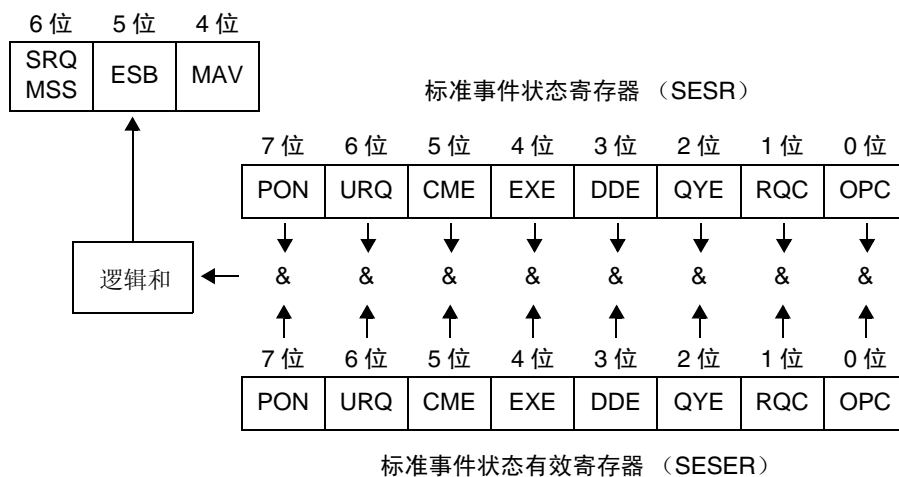 6 位 5 位 4 位
SRQ
MSS
ESB MAV
标准事件状态寄存器 （SESR）
7 位 6 位 5 位 4 位 3 位 2 位 1 位 0 位
PON URQ CME EXE DDE QYE RQC OPC
逻辑和 & & & & & & & &
7 位 6 位 5 位 4 位 3 位 2 位 1 位 0 位
PON URQ CME EXE DDE QYE RQC OPC
标准事件状态有效寄存器 （SESER）